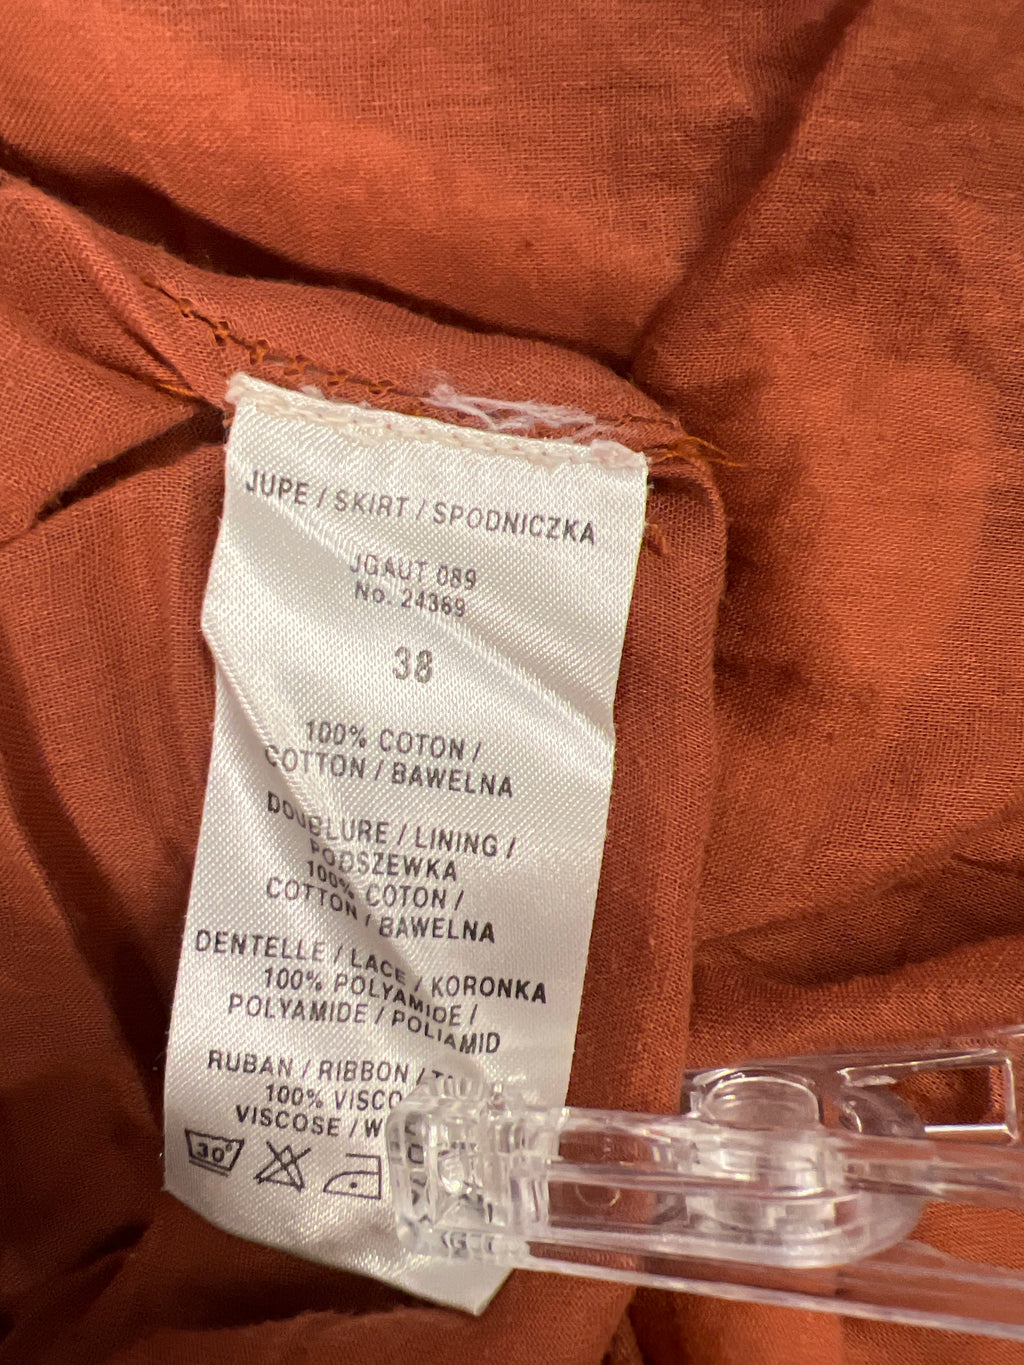 JUPE / SKIRT / SPODNICZKA
JGAUT 089
No. 24369
38
100% COTON /
COTTON / BAWELNA
DOUBLURE / LINING /
PODSZEWKA
100% COTON /
COTTON / BAWELNA
DENTELLE / LACE / KORONKA
100% POLYAMIDE /
POLYAMIDE / POLIAMID
RUBAN / RIBBON /
100%
VISCOSE /
30°